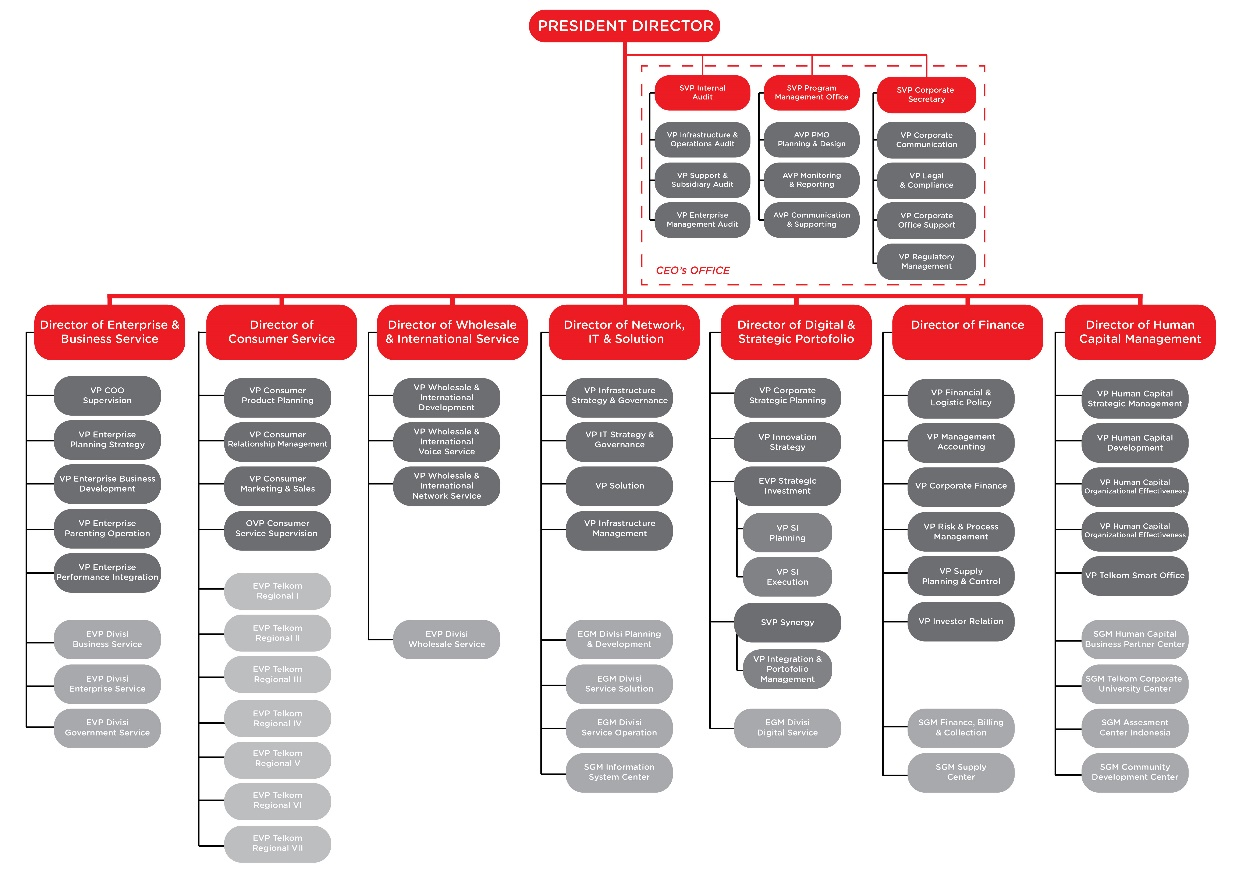 PRESIDENT DIRECTOR
SVP Internal
Audit
VP Infrastructure &
Operations Audit
VP Support &
Subsidiary Audit
VP Enterprise
Management Audit
SVP Program
Management Office
AVP PMO
Planning & Design
AVP Monitoring
& Reporting
AVP Communication
& Supporting
SVP Corporate
Secretary
VP Corporate
Communication
VP Legal
& Compliance
VP Corporate
Office Support
VP Regulatory
Management
CEO's OFFICE
Director of Enterprise &
Business Service
VP COO
Supervision
VP Enterprise
Planning Strategy
VP Enterprise Business
Development
VP Enterprise
Parenting Operation
VP Enterprise
Performance Integration
EVP Divisi
Business Service
EVP Divisi
Enterprise Service
EVP Divisi
Government Service
Director of
Consumer Service
VP Consumer
Product Planning
VP Consumer
Relationship Management
VP Consumer
Marketing & Sales
OVP Consumer
Service Supervision
EVP Telkom
Regional I
EVP Telkom
Regional II
EVP Telkom
Regional III
EVP Telkom
Regional IV
EVP Telkom
Regional V
EVP Telkom
Regional VI
EVP Telkom
Regional VII
Director of Wholesale
& International Service
VP Wholesale &
International
Development
VP Wholesale &
International
Voice Service
VP Wholesale &
International
Network Service
EVP Divisi
Wholesale Service
Director of Network,
IT & Solution
VP Infrastructure
Strategy & Governance
VP IT Strategy &
Governance
VP Solution
VP Infrastructure
Management
EGM Divisi Planning
& Development
EGM Divisi
Service Solution
EGM Divisi
Service Operation
SGM Information
System Center
Director of Digital &
Strategic Portofolio
VP Corporate
Strategic Planning
VP Innovation
Strategy
EVP Strategic
Investment
VP SI
Planning
VP SI
Execution
SVP Synergy
VP Integration &
Portofolio
Management
EGM Divisi
Digital Service
Director of Finance
VP Financial &
Logistic Policy
VP Management
Accounting
VP Corporate Finance
VP Risk & Process
Management
VP Supply
Planning & Control
VP Investor Relation
SGM Finance, Billing
& Collection
SGM Supply
Center
Director of Human
Capital Management
VP Human Capital
Strategic Management
VP Human Capital
Development
VP Human Capital
Organizational Effectiveness
VP Human Capital
Organizational Effectiveness
VP Telkom Smart Office
SGM Human Capital
Business Partner Center
SGM Telkom Corporate
University Center
SGM Assesment
Center Indonesia
SGM Community
Development Center